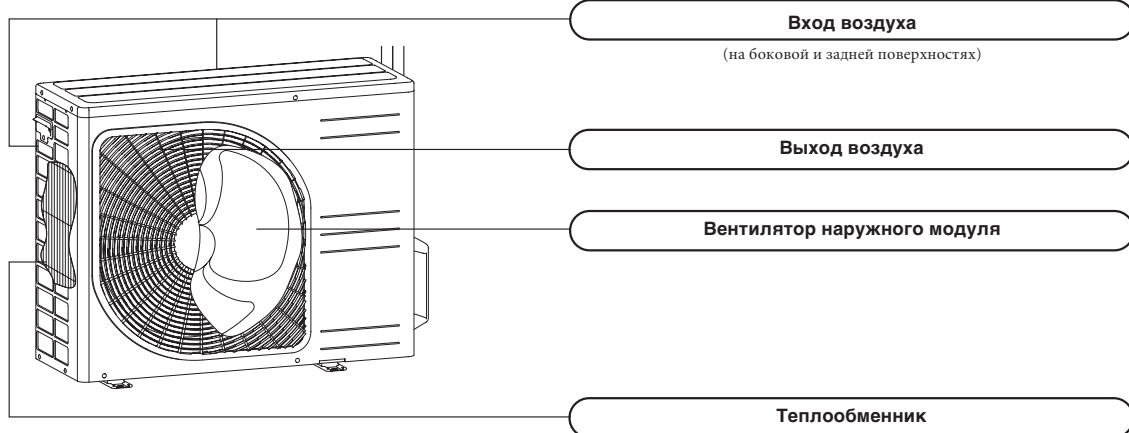 Вход воздуха
(на боковой и задней поверхностях)
Выход воздуха
Вентилятор наружного модуля
Теплообменник